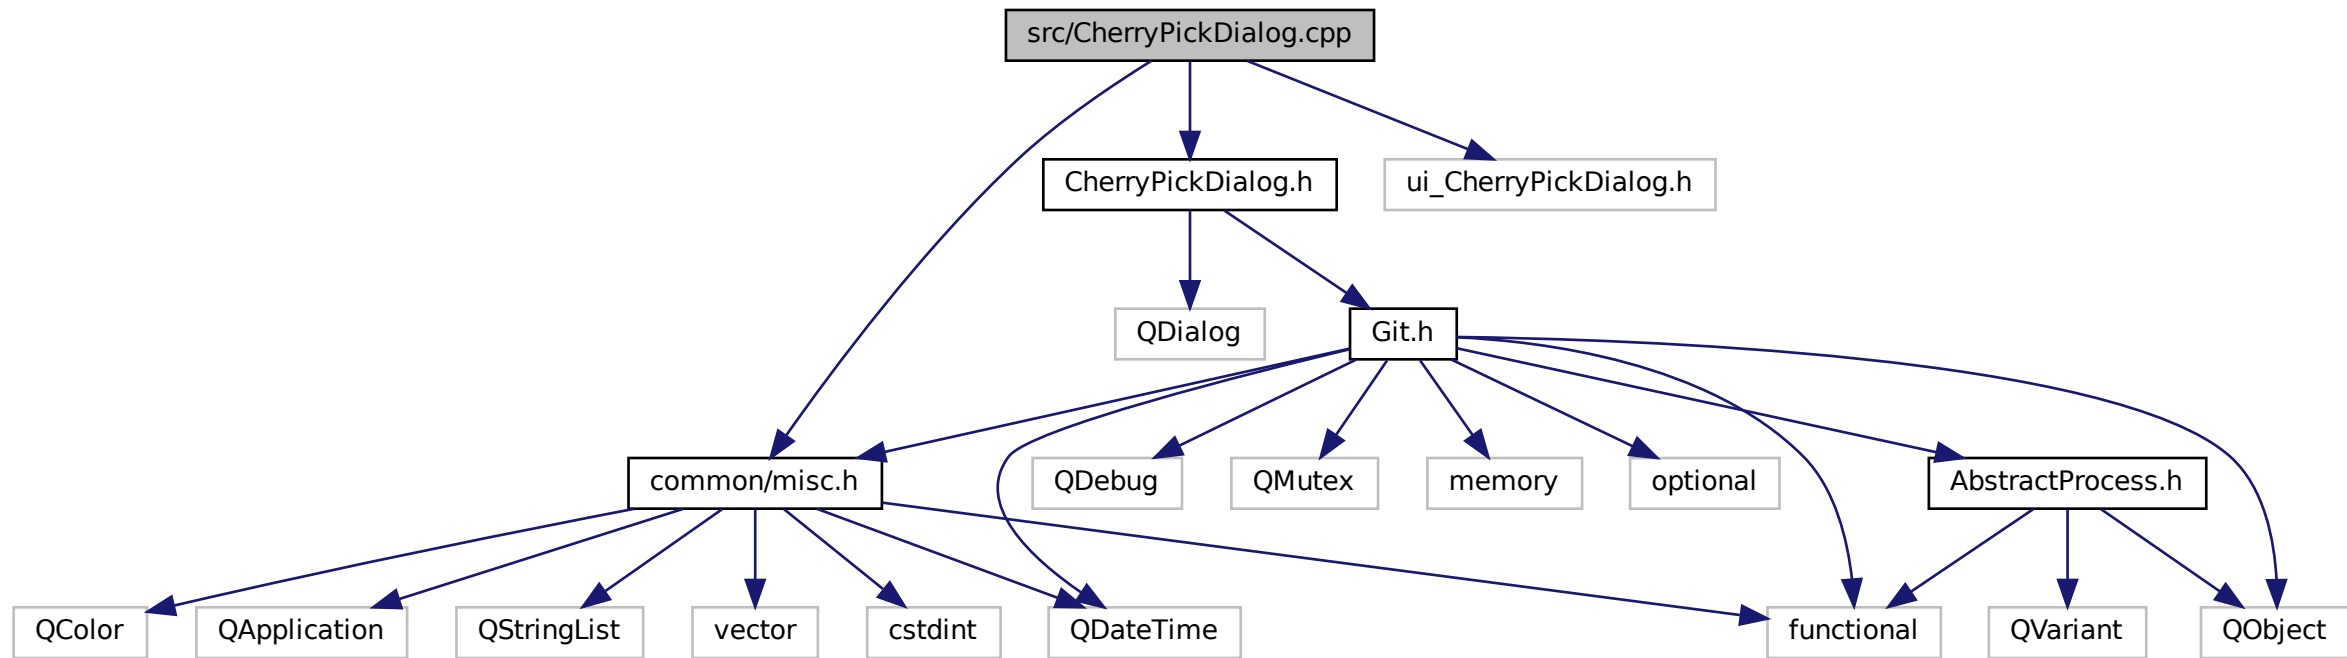 src/CherryPickDialog.cpp
CherryPickDialog.h
ui_CherryPickDialog.h
QDialog
Git.h
common/misc.h
QDebug
QMutex
memory
optional
AbstractProcess.h
QColor
QApplication
QStringList
vector
cstdint
QDateTime
functional
QVariant
QObject